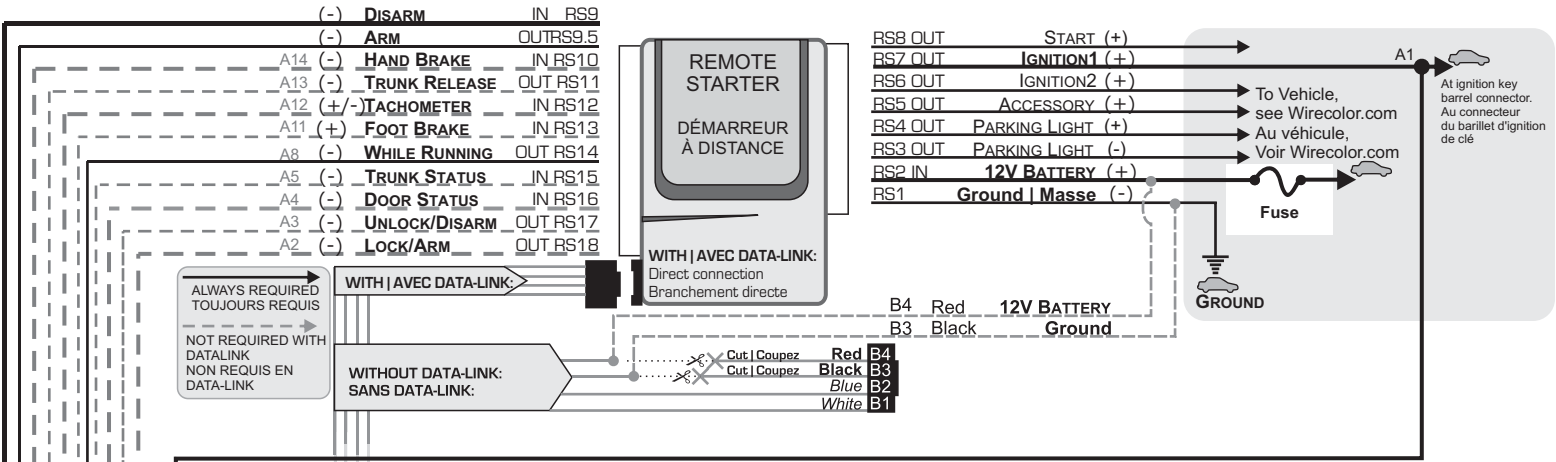 (-) DISARM IN RS9
(-) ARM OUT RS9.5
A14 (-) HAND BRAKE IN RS10
A13 (-) TRUNK RELEASE OUT RS11
A12 (+/-) TACHOMETER IN RS12
A11 (+) FOOT BRAKE IN RS13
A8 (-) WHILE RUNNING OUT RS14
A5 (-) TRUNK STATUS IN RS15
A4 (-) DOOR STATUS IN RS16
A3 (-) UNLOCK/DISARM OUT RS17
A2 (-) LOCK/ARM OUT RS18
REMOTE
STARTER
DÉMARREUR
À DISTANCE
WITH | AVEC DATA-LINK:
Direct connection
Branchement directe
RS8 OUT START (+)
RS7 OUT IGNITION1 (+) A1
RS6 OUT IGNITION2 (+)
RS5 OUT ACCESSORY (+)
RS4 OUT PARKING LIGHT (+)
RS3 OUT PARKING LIGHT (-)
RS2 IN 12V BATTERY (+)
RS1 Ground | Masse (-)
To Vehicle,
see Wirecolor.com
Au véhicule,
Voir Wirecolor.com
At ignition key
barrel connector.
Au connecteur
du barillet d'ignition
de clé
Fuse
GROUND
ALWAYS REQUIRED
TOUJOURS REQUIS
NOT REQUIRED WITH
DATALINK
NON REQUIS EN
DATA-LINK
WITH | AVEC DATA-LINK:
B4 Red 12V BATTERY
B3 Black Ground
WITHOUT DATA-LINK:
SANS DATA-LINK:
Cut | Coupez Red B4
Cut | Coupez Black B3
Blue B2
White B1